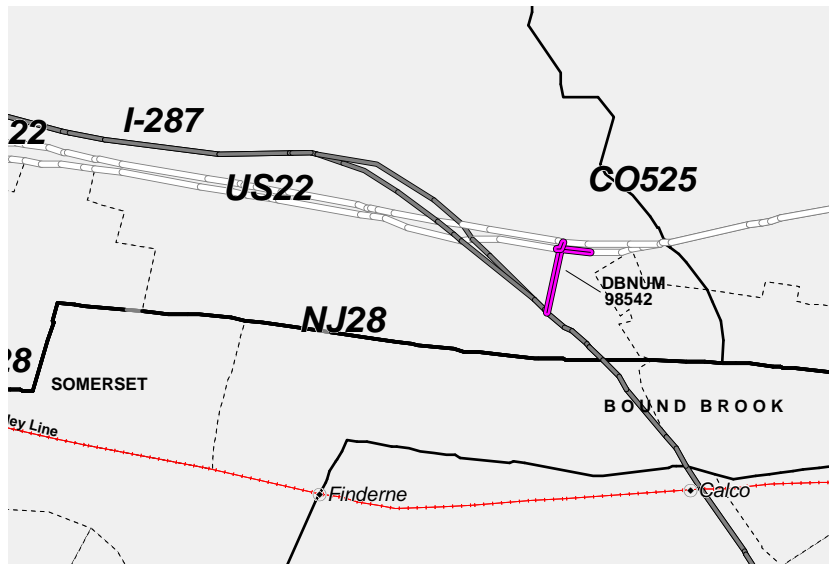 I-287
22
US22
CO525
DBNUM
98542
NJ28
28
SOMERSET
BOUND BROOK
ley Line
Finderne
Calco